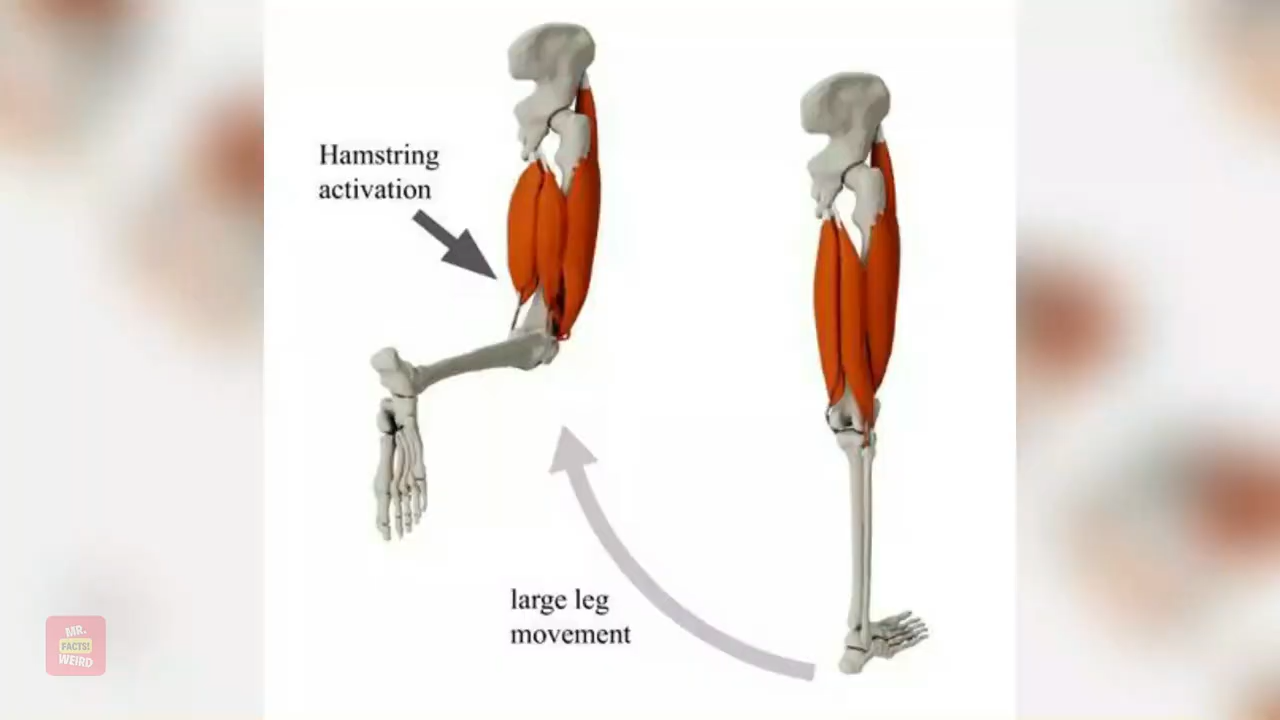 Hamstring
activation
large leg
movement
MR.
FACTS!
WEIRD